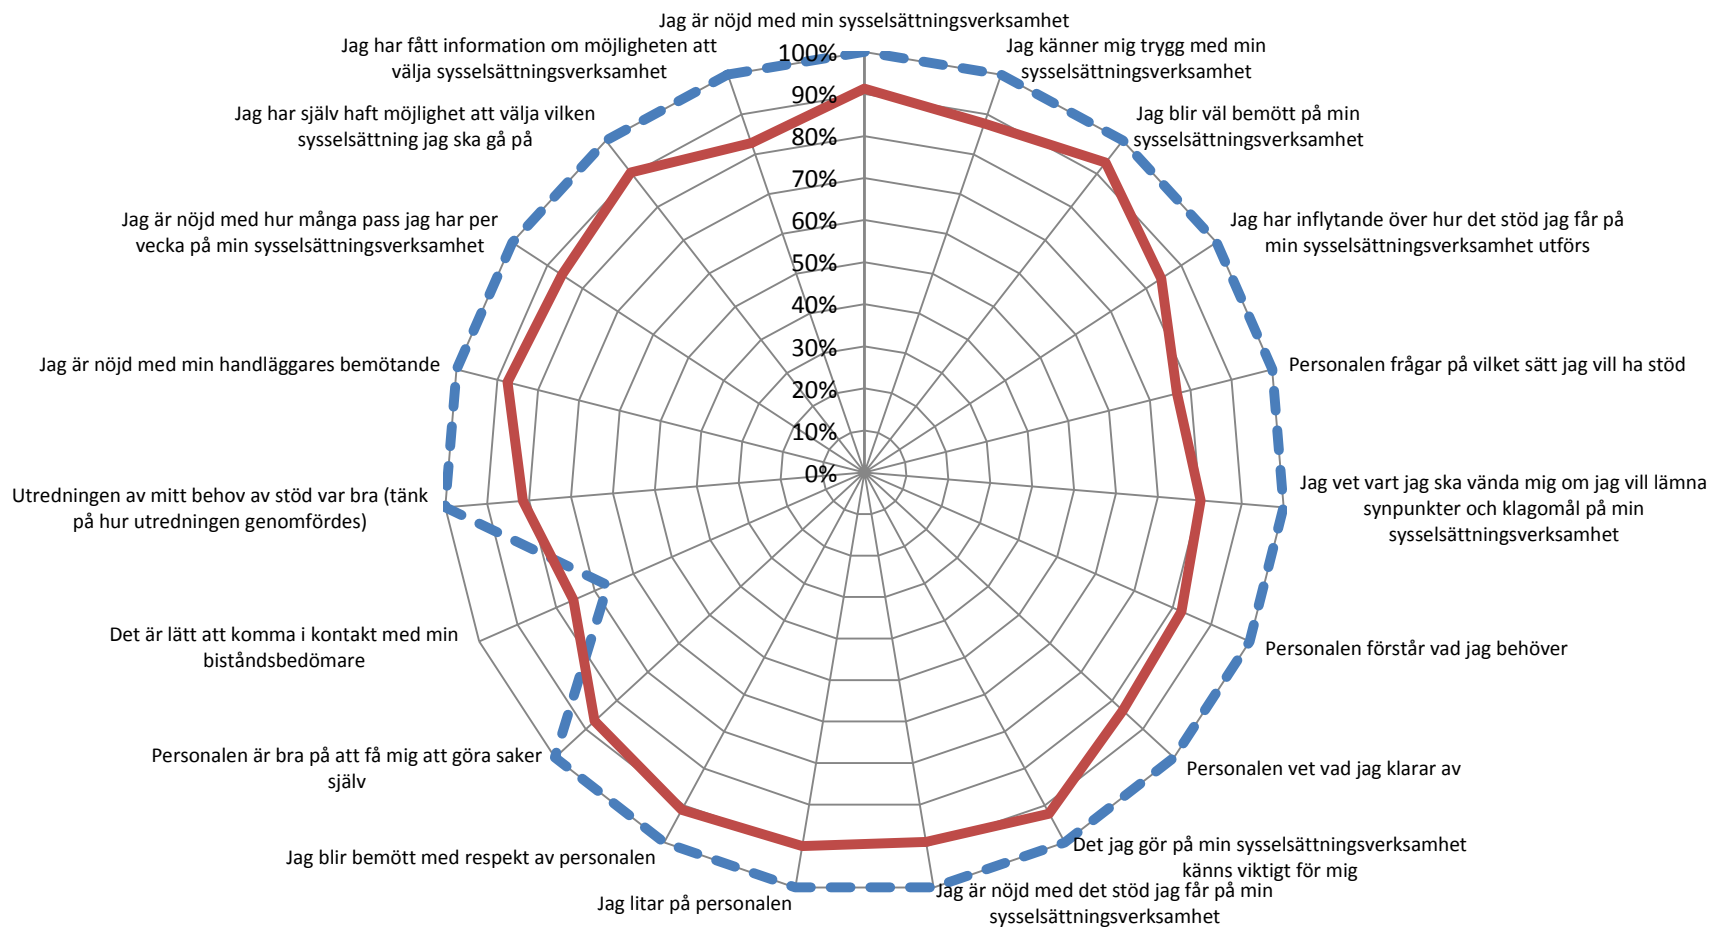 Jag är nöjd med min sysselsättningsverksamhet
Jag känner mig trygg med min
sysselsättningsverksamhet
Jag blir väl bemött på min
sysselsättningsverksamhet
Jag har inflytande över hur det stöd jag får på
min sysselsättningsverksamhet utförs
Personalen frågar på vilket sätt jag vill ha stöd
Jag vet vart jag ska vända mig om jag vill lämna
synpunkter och klagomål på min
sysselsättningsverksamhet
Personalen förstår vad jag behöver
Personalen vet vad jag klarar av
Det jag gör på min sysselsättningsverksamhet
känns viktigt för mig
Jag är nöjd med det stöd jag får på min
sysselsättningsverksamhet
Jag litar på personalen
Jag blir bemött med respekt av personalen
Personalen är bra på att få mig att göra saker
själv
Det är lätt att komma i kontakt med min
biståndsbedömare
Utredningen av mitt behov av stöd var bra (tänk
på hur utredningen genomfördes)
Jag är nöjd med min handläggares bemötande
Jag är nöjd med hur många pass jag har per
vecka på min sysselsättningsverksamhet
Jag har själv haft möjlighet att välja vilken
sysselsättning jag ska gå på
Jag har fått information om möjligheten att
välja sysselsättningsverksamhet
100%
90%
80%
70%
60%
50%
40%
30%
20%
10%
0%